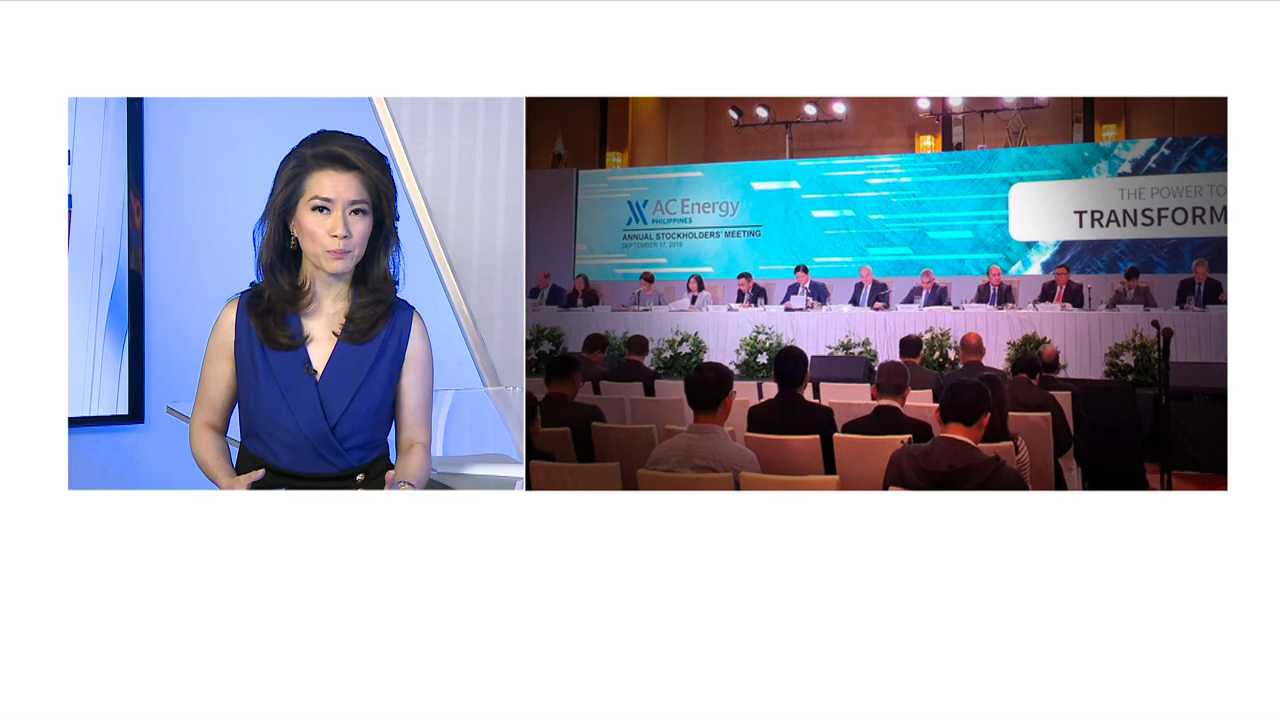 AC Energy
PHILIPPINES
ANNUAL STOCKHOLDERS' MEETING
SEPTEMBER 17, 2019
THE POWER TO
TRANSFORM